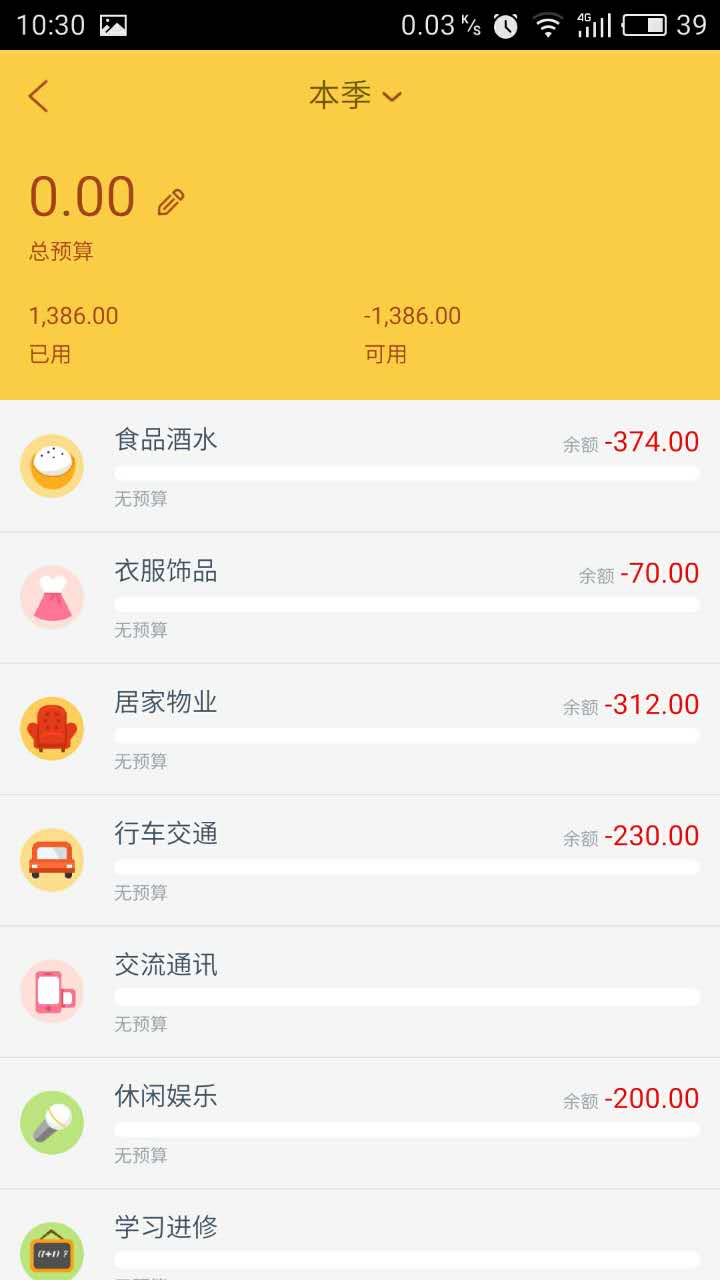 10:30 0.03 K/s 4G 39
本季
0.00
总预算
1,386.00 -1,386.00
已用 可用
食品酒水 余额 -374.00
无预算
衣服饰品 余额 -70.00
无预算
居家物业 余额 -312.00
无预算
行车交通 余额 -230.00
无预算
交流通讯
无预算
休闲娱乐 余额 -200.00
无预算
学习进修